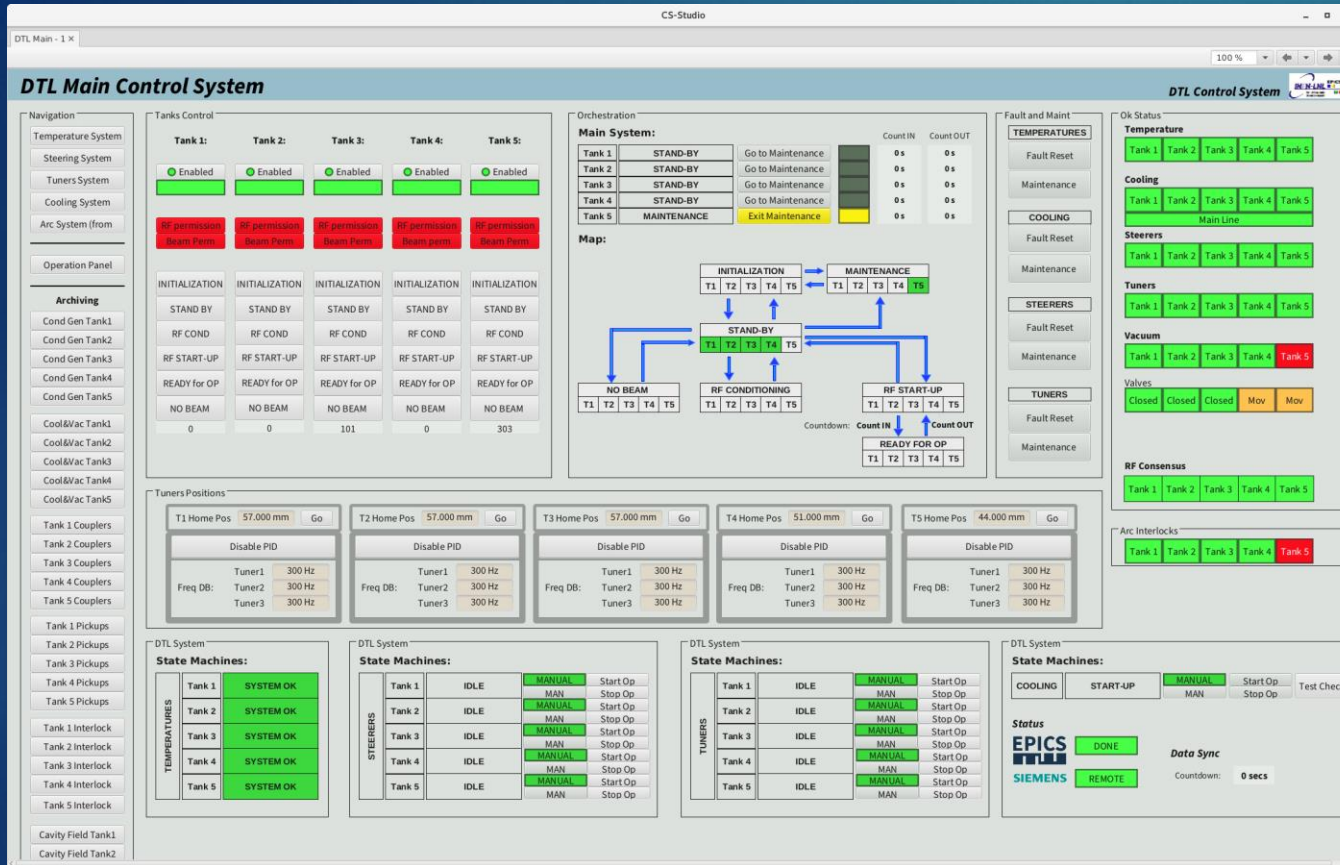 CS-Studio
DTL Main - 1
100 %
DTL Main Control System
DTL Control System
Navigation
Temperature System
Steering System
Tuners System
Cooling System
Arc System (from
Operation Panel
Archiving
Cond Gen Tank1
Cond Gen Tank2
Cond Gen Tank3
Cond Gen Tank4
Cond Gen Tank5
Cool&Vac Tank1
Cool&Vac Tank2
Cool&Vac Tank3
Cool&Vac Tank4
Cool&Vac Tank5
Tank 1 Couplers
Tank 2 Couplers
Tank 3 Couplers
Tank 4 Couplers
Tank 5 Couplers
Tank 1 Pickups
Tank 2 Pickups
Tank 3 Pickups
Tank 4 Pickups
Tank 5 Pickups
Tank 1 Interlock
Tank 2 Interlock
Tank 3 Interlock
Tank 4 Interlock
Tank 5 Interlock
Cavity Field Tank1
Cavity Field Tank2
Tanks Control
Tank 1: Tank 2: Tank 3: Tank 4: Tank 5:
Enabled Enabled Enabled Enabled Enabled
RF permission RF permission RF permission RF permission RF permission
Beam Perm Beam Perm Beam Perm Beam perm Beam Perm
INITIALIZATION INITIALIZATION INITIALIZATION INITIALIZATION INITIALIZATION
STAND BY STAND BY STAND BY STAND BY STAND BY
RF COND RF COND RF COND RF COND RF COND
RF START-UP RF START-UP RF START-UP RF START-UP RF START-UP
READY for OP READY for OP READY for OP READY for OP READY for OP
NO BEAM NO BEAM NO BEAM NO BEAM NO BEAM
0 0 101 0 303
Orchestration
Main System: Count IN Count OUT
Tank 1 STAND-BY Go to Maintenance 0 s 0 s
Tank 2 STAND-BY Go to Maintenance 0 s 0 s
Tank 3 STAND-BY Go to Maintenance 0 s 0 s
Tank 4 STAND-BY Go to Maintenance 0 s 0 s
Tank 5 MAINTENANCE Exit Maintenance 0 s 0 s
Map:
INITIALIZATION MAINTENANCE
T1 T2 T3 T4 T5 T1 T2 T3 T4 T5
STAND-BY
T1 T2 T3 T4 T5
NO BEAM RF CONDITIONING RF START-UP
T1 T2 T3 T4 T5 T1 T2 T3 T4 T5 T1 T2 T3 T4 T5
Countdown: Count IN Count OUT
READY FOR OP
T1 T2 T3 T4 T5
Fault and Maint
TEMPERATURES
Fault Reset
Maintenance
COOLING
Fault Reset
Maintenance
STEERERS
Fault Reset
Maintenance
TUNERS
Fault Reset
Maintenance
Ok Status
Temperature
Tank 1 Tank 2 Tank 3 Tank 4 Tank 5
Cooling
Tank 1 Tank 2 Tank 3 Tank 4 Tank 5
Main Line
Steerers
Tank 1 Tank 2 Tank 3 Tank 4 Tank 5
Tuners
Tank 1 Tank 2 Tank 3 Tank 4 Tank 5
Vacuum
Tank 1 Tank 2 Tank 3 Tank 4 Tank 5
Valves
Closed Closed Closed Mov Mov
RF Consensus
Tank 1 Tank 2 Tank 3 Tank 4 Tank 5
Arc Interlocks
Tank 1 Tank 2 Tank 3 Tank 4 Tank 5
Tuners Positions
T1 Home Pos 57.000 mm Go T2 Home Pos 57.000 mm Go T3 Home Pos 57.000 mm Go T4 Home Pos 51.000 mm Go T5 Home Pos 44.000 mm Go
Disable PID Disable PID Disable PID Disable PID Disable PID
Tuner1 300 Hz Tuner1 300 Hz Tuner1 300 Hz Tuner1 300 Hz Tuner1 300 Hz
Freq DB: Tuner2 300 Hz Freq DB: Tuner2 300 Hz Freq DB: Tuner2 300 Hz Freq DB: Tuner2 300 Hz Freq DB: Tuner2 300 Hz
Tuner3 300 Hz Tuner3 300 Hz Tuner3 300 Hz Tuner3 300 Hz Tuner3 300 Hz
DTL System
State Machines:
TEMPERATURES
Tank 1 SYSTEM OK
Tank 2 SYSTEM OK
Tank 3 SYSTEM OK
Tank 4 SYSTEM OK
Tank 5 SYSTEM OK
DTL System
State Machines:
STEERERS
Tank 1 IDLE MANUAL Start Op
MAN Stop Op
Tank 2 IDLE MANUAL Start Op
MAN Stop Op
Tank 3 IDLE MANUAL Start Op
MAN Stop Op
Tank 4 IDLE MANUAL Start Op
MAN Stop Op
Tank 5 IDLE MANUAL Start Op
MAN Stop Op
DTL System
State Machines:
TUNERS
Tank 1 IDLE MANUAL Start Op
MAN Stop Op
Tank 2 IDLE MANUAL Start Op
MAN Stop Op
Tank 3 IDLE MANUAL Start Op
MAN Stop Op
Tank 4 IDLE MANUAL Start Op
MAN Stop Op
Tank 5 IDLE MANUAL Start Op
MAN Stop Op
DTL System
State Machines:
COOLING START-UP MANUAL Start Op Test Chec
MAN Stop Op
Status
EPICS DONE
Data Sync
SIEMENS REMOTE Countdown: 0 secs